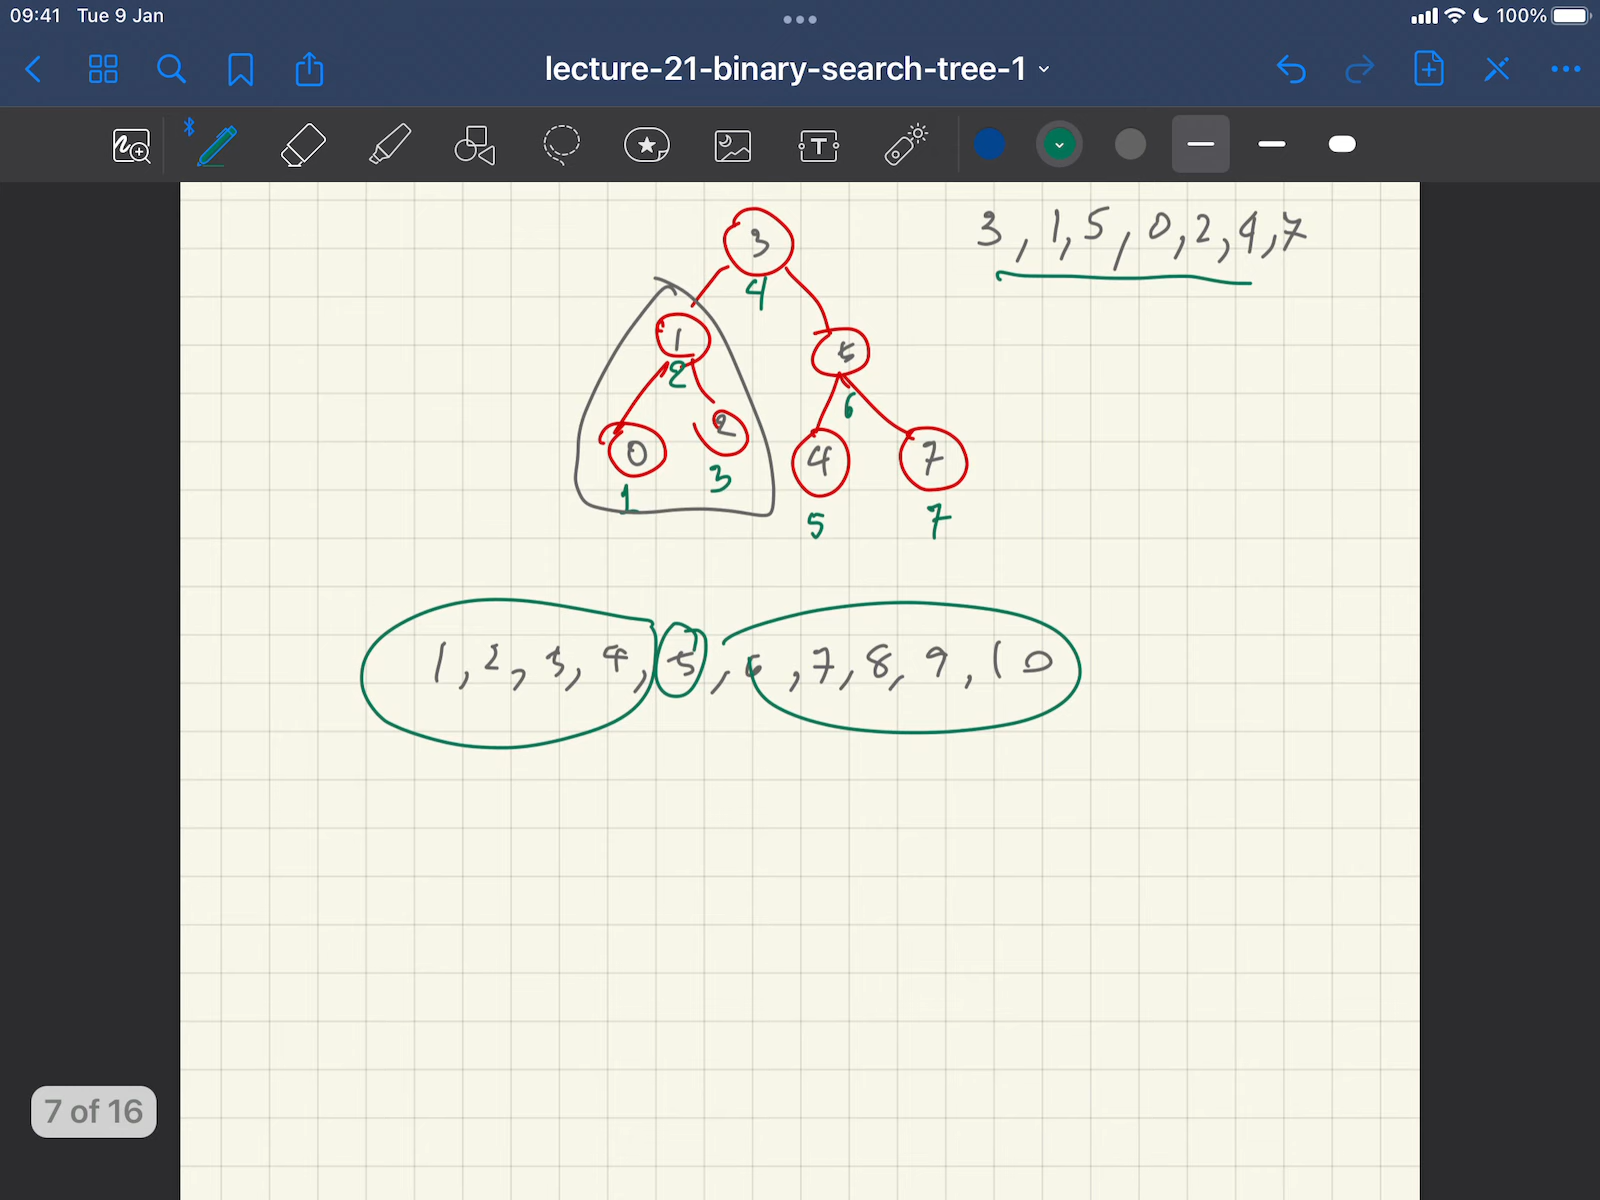 09:41 Tue 9 Jan 100%
lecture-21-binary-search-tree-1
T
3, 1, 5, 0, 2, 4, 7
3
4
1
5
2
6
0
2
4
7
1
3
5
7
1, 2, 3, 4, 5, 6, 7, 8, 9, 10
7 of 16